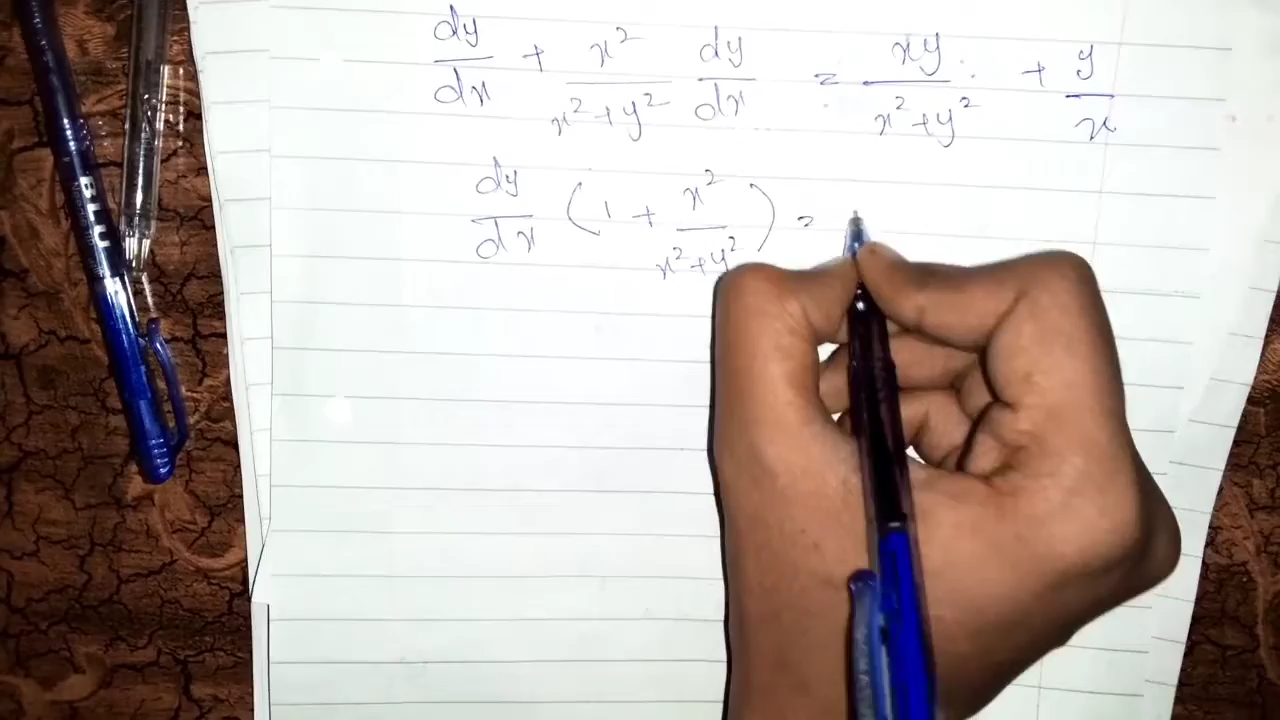 dy/dx + x²/(x²+y²) dy/dx = xy/(x²+y²) + y/x
dy/dx (1 + x²/(x²+y²)) =
BLU